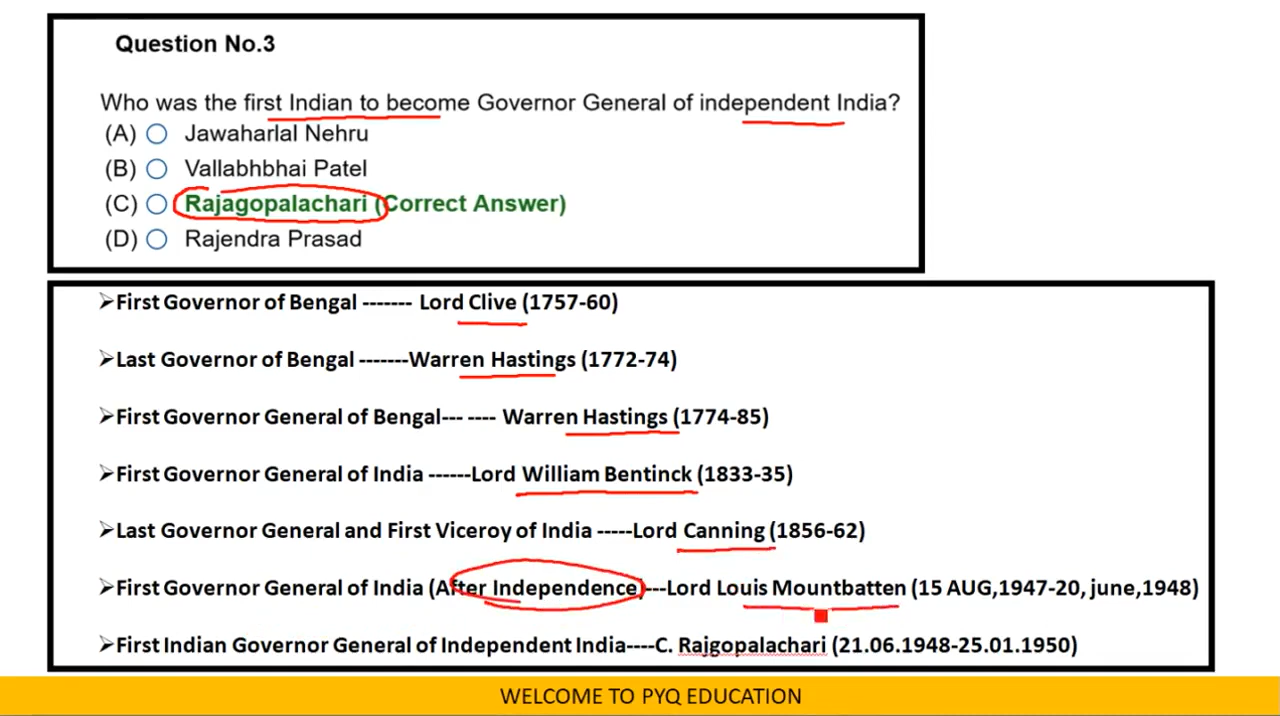 Question No.3
Who was the first Indian to become Governor General of independent India?
(A) Jawaharlal Nehru
(B) Vallabhbhai Patel
(C) Rajagopalachari (Correct Answer)
(D) Rajendra Prasad
➢First Governor of Bengal ------- Lord Clive (1757-60)
➢Last Governor of Bengal -------Warren Hastings (1772-74)
➢First Governor General of Bengal--- ---- Warren Hastings (1774-85)
➢First Governor General of India ------Lord William Bentinck (1833-35)
➢Last Governor General and First Viceroy of India -----Lord Canning (1856-62)
➢First Governor General of India (After Independence)---Lord Louis Mountbatten (15 AUG,1947-20, june,1948)
➢First Indian Governor General of Independent India----C. Rajgopalachari (21.06.1948-25.01.1950)
WELCOME TO PYQ EDUCATION